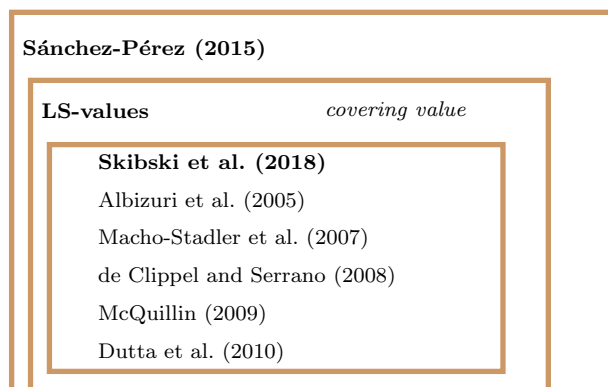 Sánchez-Pérez (2015)
LS-values covering value
Skibski et al. (2018)
Albizuri et al. (2005)
Macho-Stadler et al. (2007)
de Clippel and Serrano (2008)
McQuillin (2009)
Dutta et al. (2010)